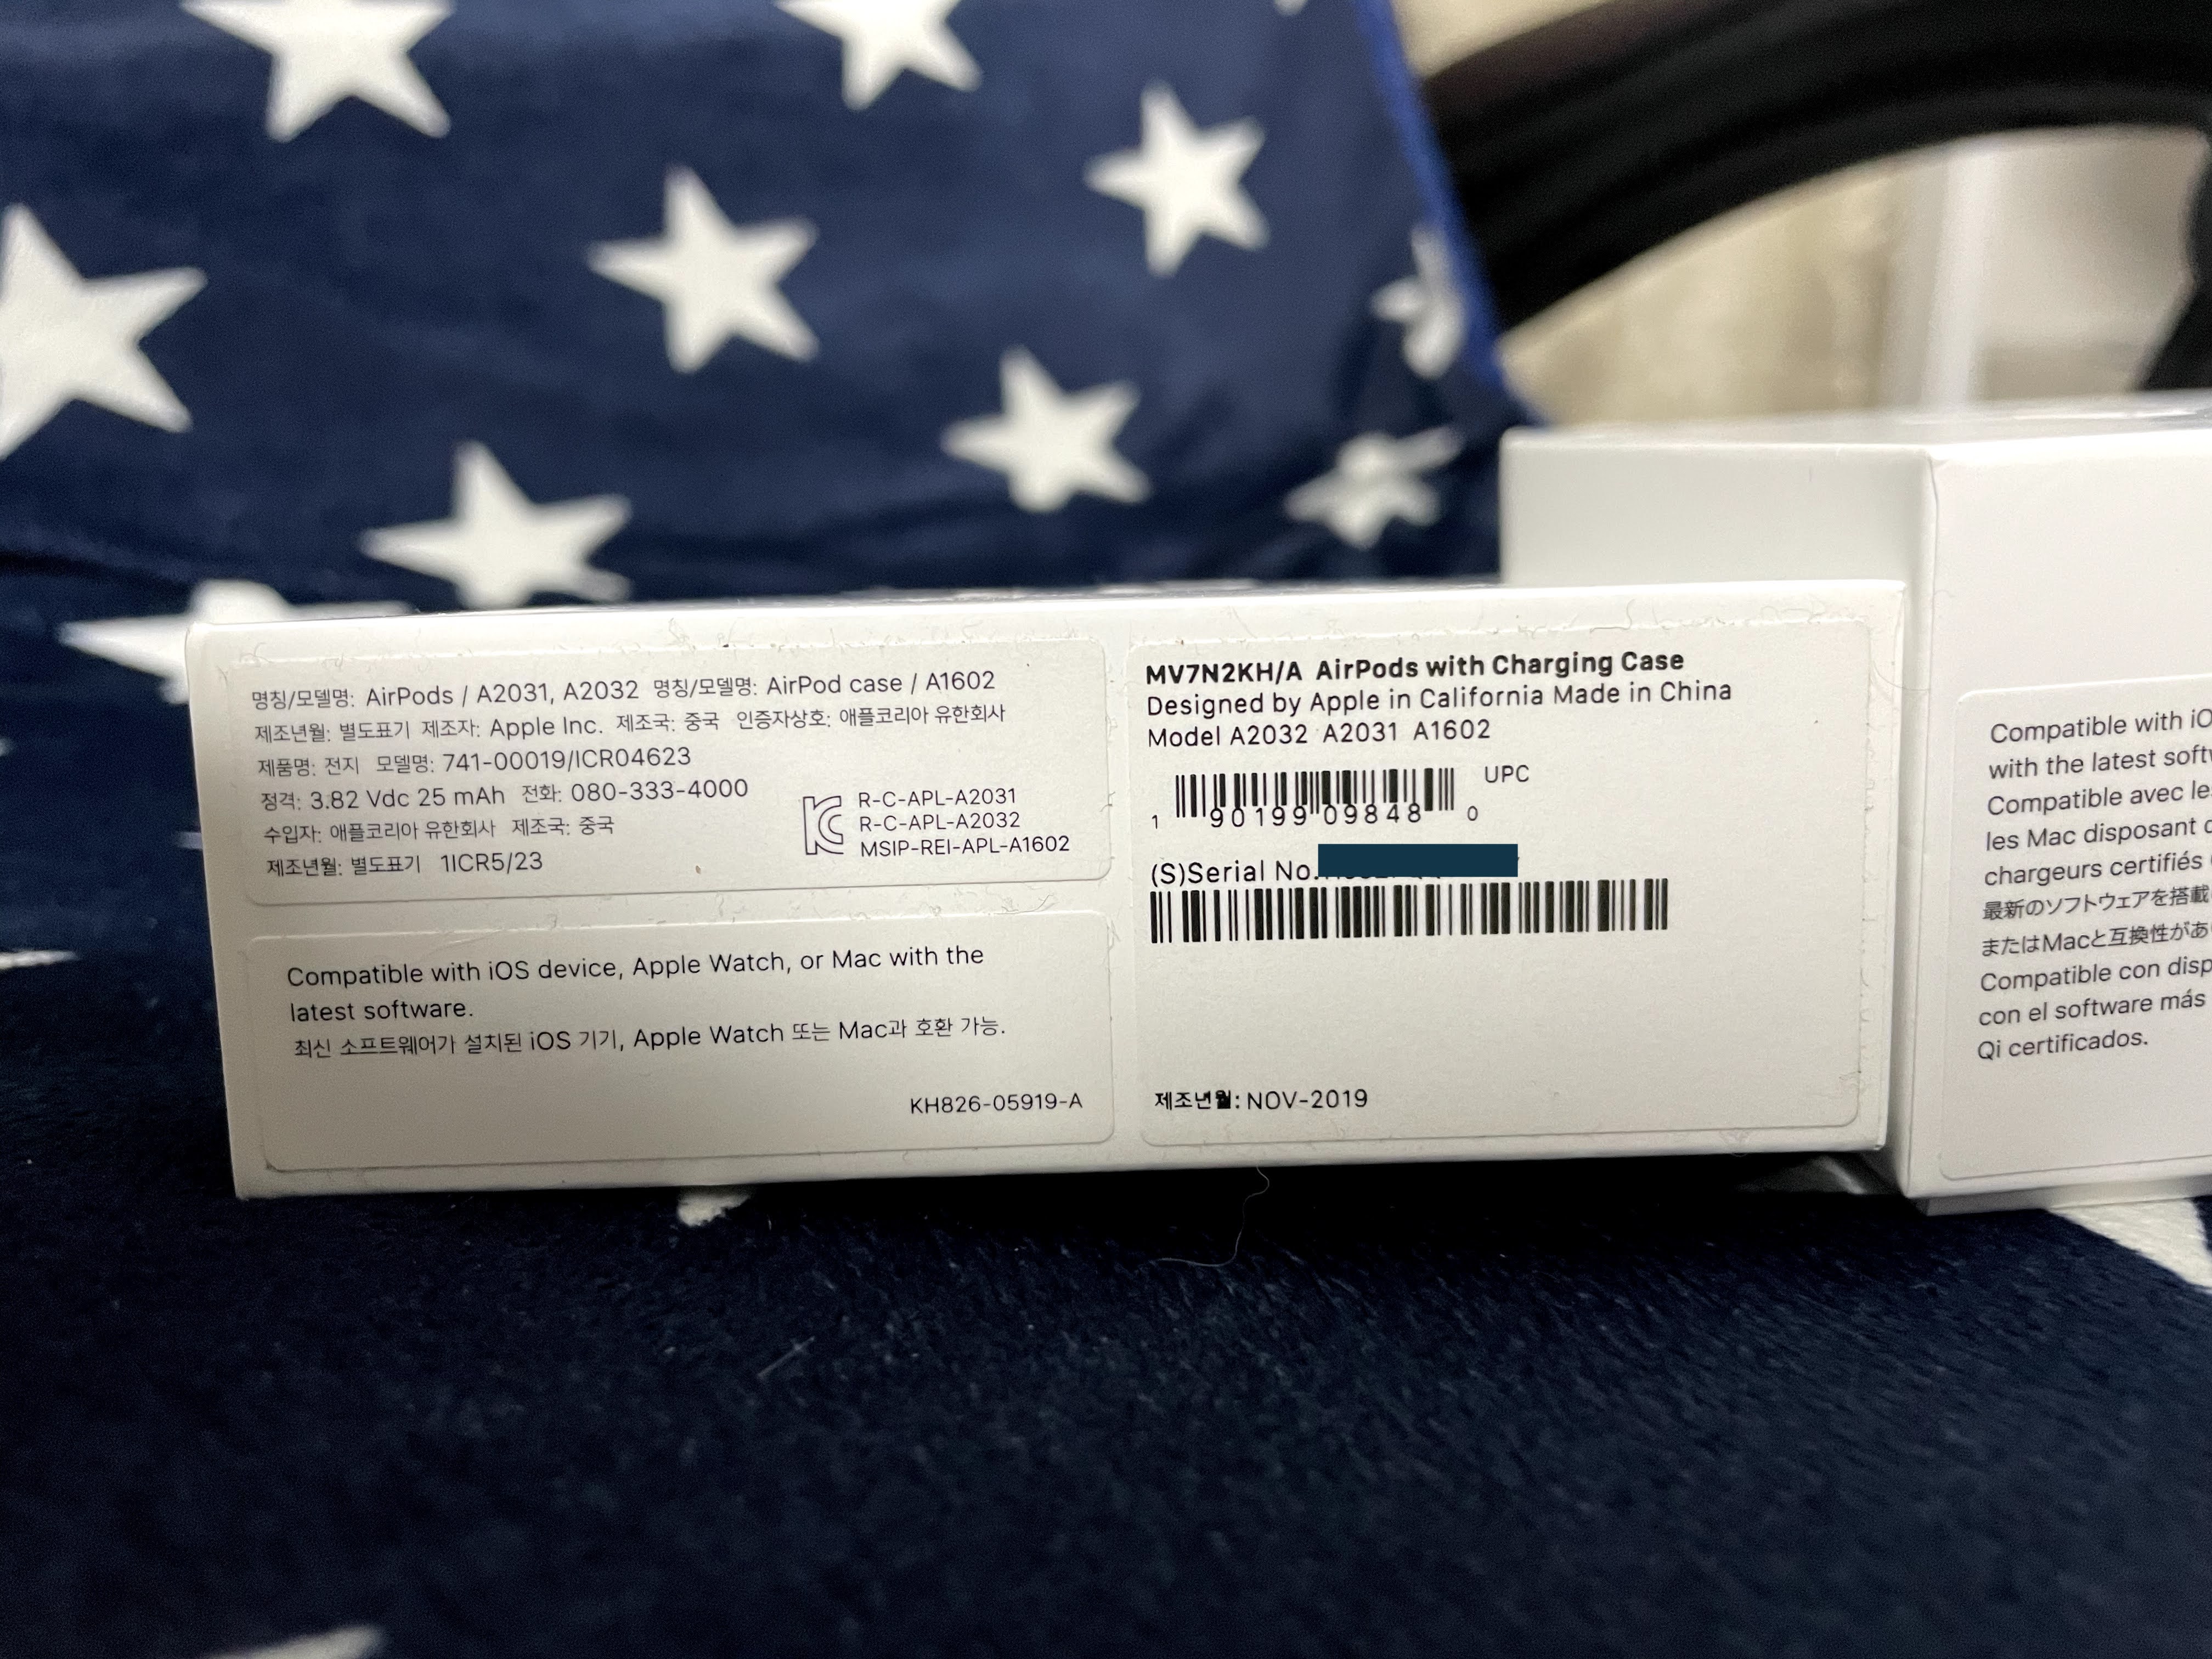 명칭/모델명: AirPods / A2031, A2032 명칭/모델명: AirPod case / A1602
제조년월: 별도표기 제조자: Apple Inc. 제조국: 중국 인증자상호: 애플코리아 유한회사
제품명: 전지 모델명: 741-00019/ICR04623
정격: 3.82 Vdc 25 mAh 전화: 080-333-4000
수입자: 애플코리아 유한회사 제조국: 중국
제조년월: 별도표기 1ICR5/23
R-C-APL-A2031
R-C-APL-A2032
MSIP-REI-APL-A1602
Compatible with iOS device, Apple Watch, or Mac with the
latest software.
최신 소프트웨어가 설치된 iOS 기기, Apple Watch 또는 Mac과 호환 가능.
KH826-05919-A
MV7N2KH/A AirPods with Charging Case
Designed by Apple in California Made in China
Model A2032 A2031 A1602
UPC
1 90199 09848 0
(S)Serial No.
제조년월: NOV-2019
Compatible with
with the latest
Compatible avec
les Mac disposant
chargeurs certifiés
最新のソフトウェアを搭載
またはMacと互換性があ
Compatible con
con el software más
Qi certificados.